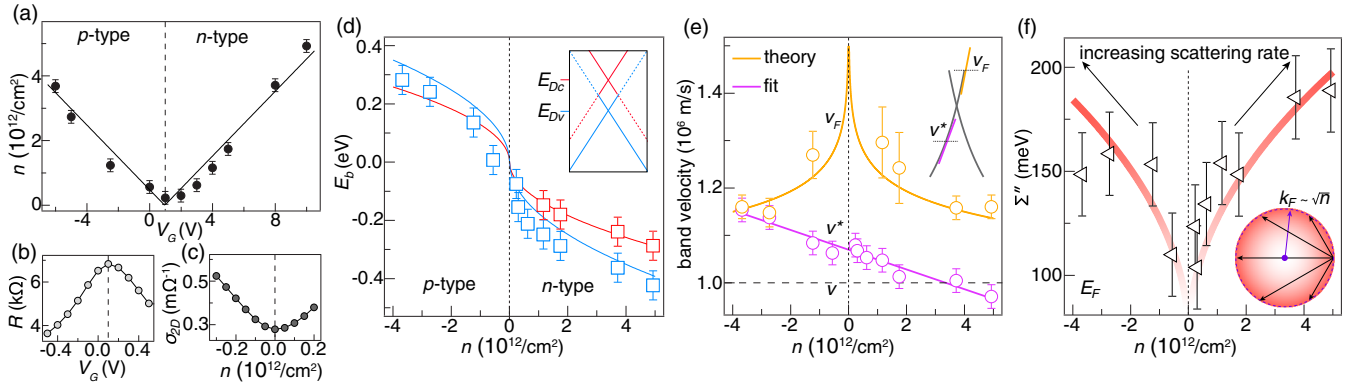 (a)
p-type
n-type
n (10¹²/cm²)
4
2
0
-4
0
4
8
V_G (V)
(b)
R (kΩ)
6
4
0.0
0.4
V_G (V)
(c)
σ_2D (mΩ⁻¹)
0.5
0.3
0.0
0.2
n (10¹²/cm²)
(d)
E_b (eV)
0.4
0.2
0.0
-0.2
-0.4
E_Dc
E_Dv
p-type
n-type
-4
-2
0
2
4
n (10¹²/cm²)
(e)
theory
fit
band velocity (10⁶ m/s)
1.4
1.2
1.0
v_F
v*
v
v_F
v*
-4
-2
0
2
4
n (10¹²/cm²)
(f)
increasing scattering rate
Σ″ (meV)
200
150
100
k_F ~ √n
E_F
-4
-2
0
2
4
n (10¹²/cm²)